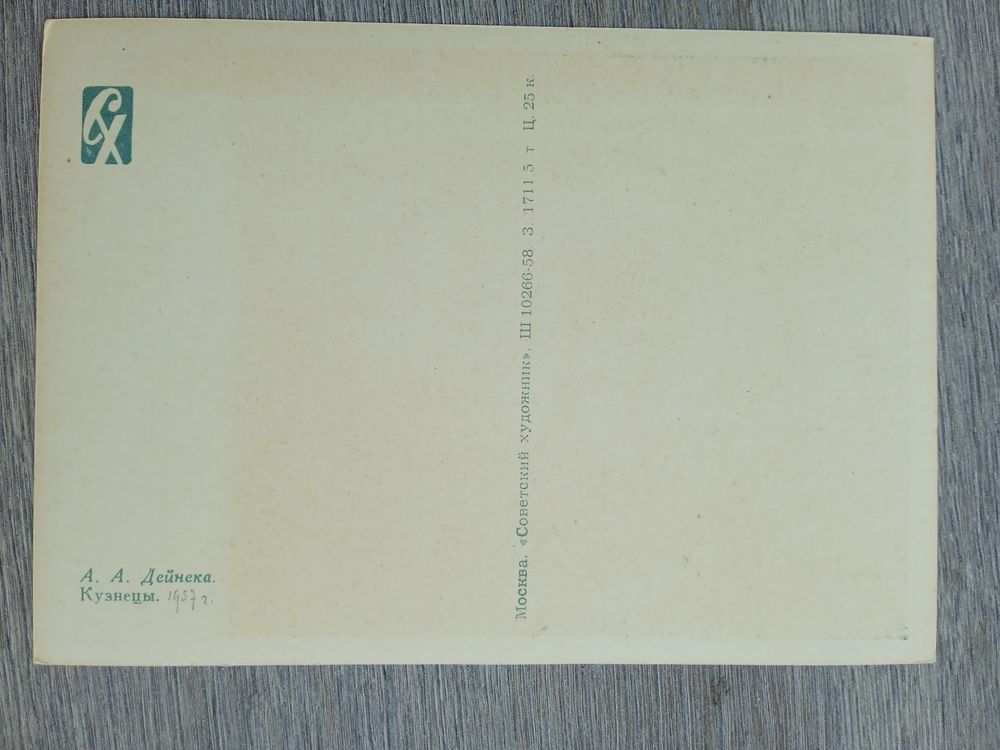 СХ
А. А. Дейнека.
Кузнецы. 1957 г.
Москва. «Советский художник». Ш 10266-58. З. 1711. 5 т Ц. 25 к.